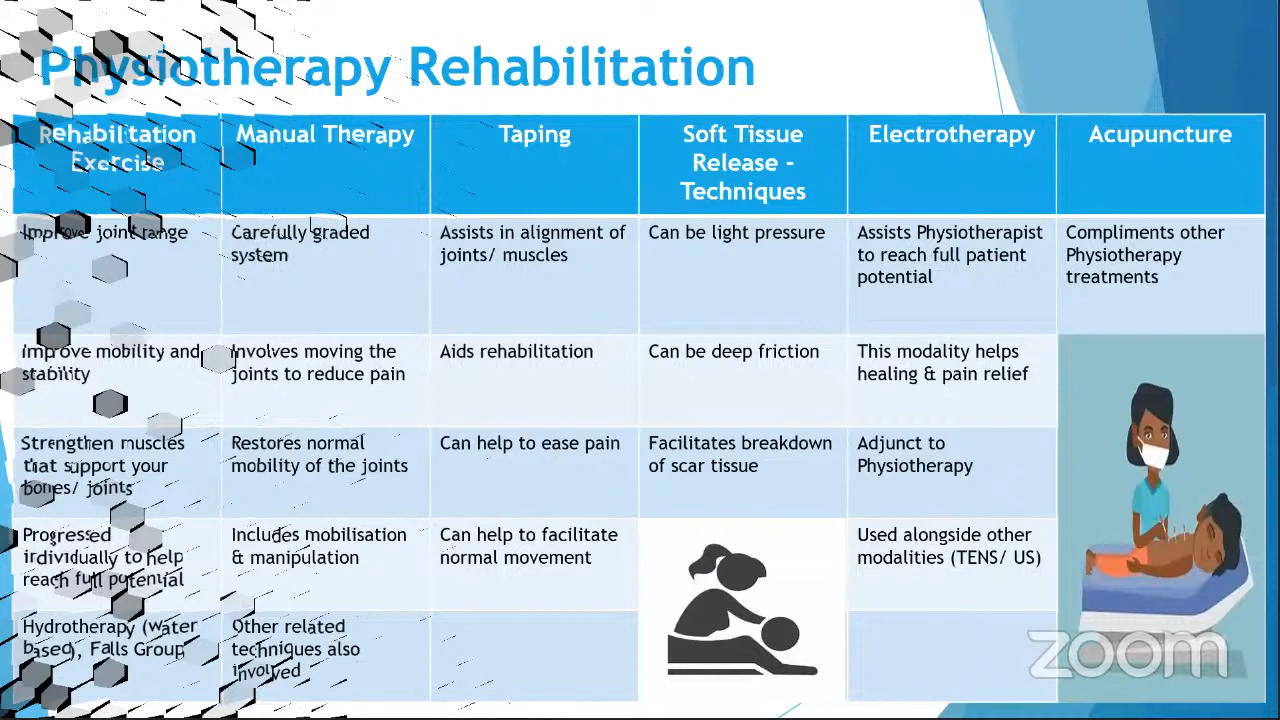 Physiotherapy Rehabilitation
Rehabilitation
Exercise
Manual Therapy
Taping
Soft Tissue
Release -
Techniques
Electrotherapy
Acupuncture
Improve joint range
Carefully graded
system
Assists in alignment of
joints/ muscles
Can be light pressure
Assists Physiotherapist
to reach full patient
potential
Compliments other
Physiotherapy
treatments
Improve mobility and
stability
Involves moving the
joints to reduce pain
Aids rehabilitation
Can be deep friction
This modality helps
healing & pain relief
Strengthen muscles
that support your
bones/ joints
Restores normal
mobility of the joints
Can help to ease pain
Facilitates breakdown
of scar tissue
Adjunct to
Physiotherapy
Progressed
individually to help
reach full potential
Includes mobilisation
& manipulation
Can help to facilitate
normal movement
Used alongside other
modalities (TENS/ US)
Hydrotherapy (water
based), Falls Group
Other related
techniques also
involved
zoom